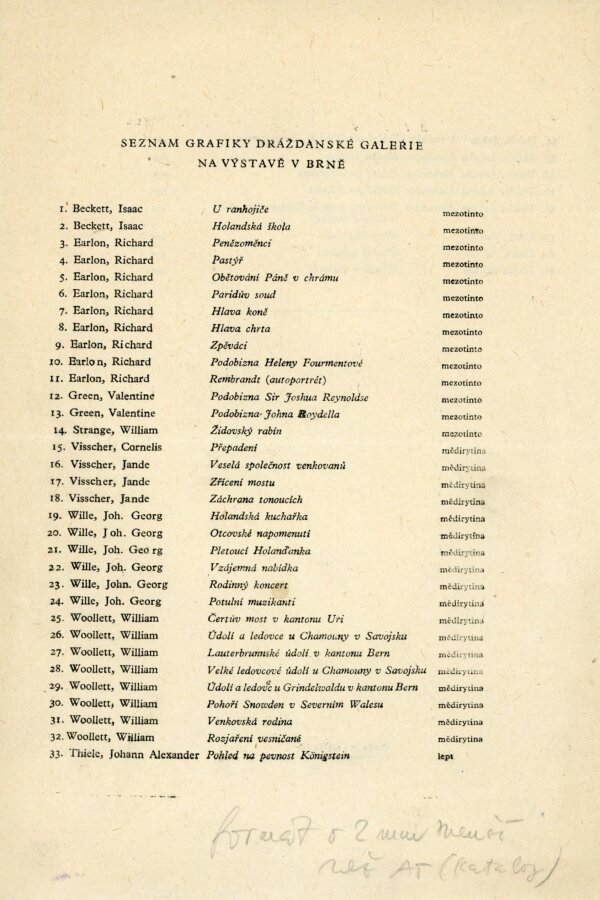 SEZNAM GRAFIKY DRÁŽDANSKÉ GALERIE
NA VÝSTAVĚ V BRNĚ
1. Beckett, Isaac U ranhojiče mezotinto
2. Beckett, Isaac Holandská škola mezotinto
3. Earlon, Richard Penězoměnci mezotinto
4. Earlon, Richard Pastýř mezotinto
5. Earlon, Richard Obětování Páně v chrámu mezotinto
6. Earlon, Richard Paridův soud mezotinto
7. Earlon, Richard Hlava koně mezotinto
8. Earlon, Richard Hlava chrta mezotinto
9. Earlon, Richard Zpěváci mezotinto
10. Earlon, Richard Podobizna Heleny Fourmentové mezotinto
11. Earlon, Richard Rembrandt (autoportrét) mezotinto
12. Green, Valentine Podobizna Sir Joshua Reynoldse mezotinto
13. Green, Valentine Podobizna Johna Boydella mezotinto
14. Strange, William Židovský rabín mezotinto
15. Visscher, Cornelis Přepadení mědirytina
16. Visscher, Jande Veselá společnost venkovanů mědirytina
17. Visscher, Jande Zřícení mostu mědirytina
18. Visscher, Jande Záchrana tonoucích mědirytina
19. Wille, Joh. Georg Holandská kuchařka mědirytina
20. Wille, Joh. Georg Otcovské napomenutí mědirytina
21. Wille, Joh. Georg Pletoucí Holanďanka mědirytina
22. Wille, Joh. Georg Vzájemná nabídka mědirytina
23. Wille, John. Georg Rodinný koncert mědirytina
24. Wille, Joh. Georg Potulní muzikanti mědirytina
25. Woollett, William Čertův most v kantonu Uri mědirytina
26. Woollett, William Údolí a ledovce u Chamouny v Savojsku mědirytina
27. Woollett, William Lauterbrunnské údolí v kantonu Bern mědirytina
28. Woollett, William Velké ledovcové údolí u Chamouny v Savojsku mědirytina
29. Woollett, William Údolí a ledovce u Grindelwaldu v kantonu Bern mědirytina
30. Woollett, William Pohoří Snowden v Severním Walesu mědirytina
31. Woollett, William Venkovská rodina mědirytina
32. Woollett, William Rozjaření vesničané mědirytina
33. Thiele, Johann Alexander Pohled na pevnost Königstein lept
formát o 2 mm menší
než A5 (katalog)